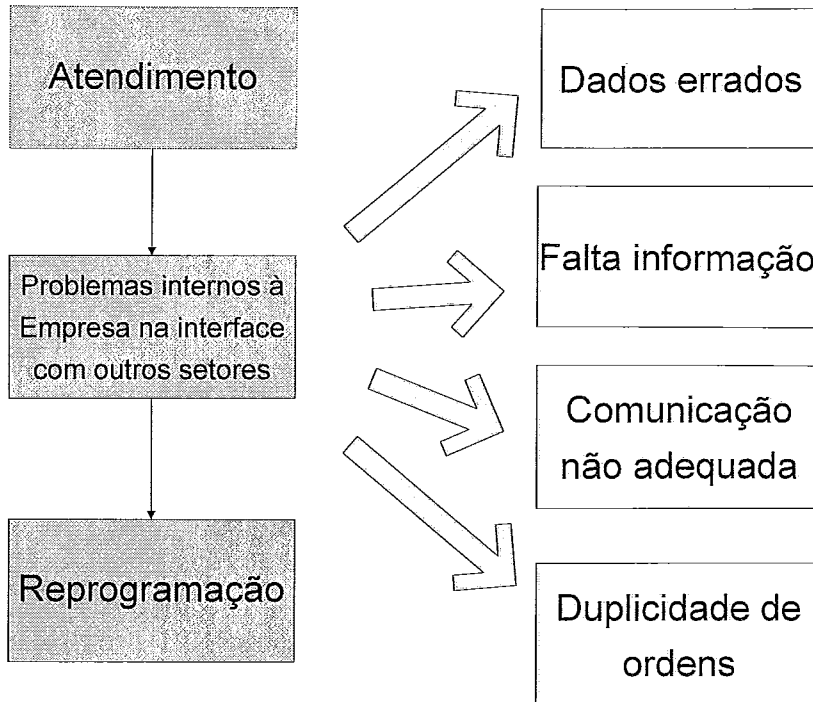 Atendimento
Problemas internos à
Empresa na interface
com outros setores
Reprogramação
Dados errados
Falta informação
Comunicação
não adequada
Duplicidade de
ordens